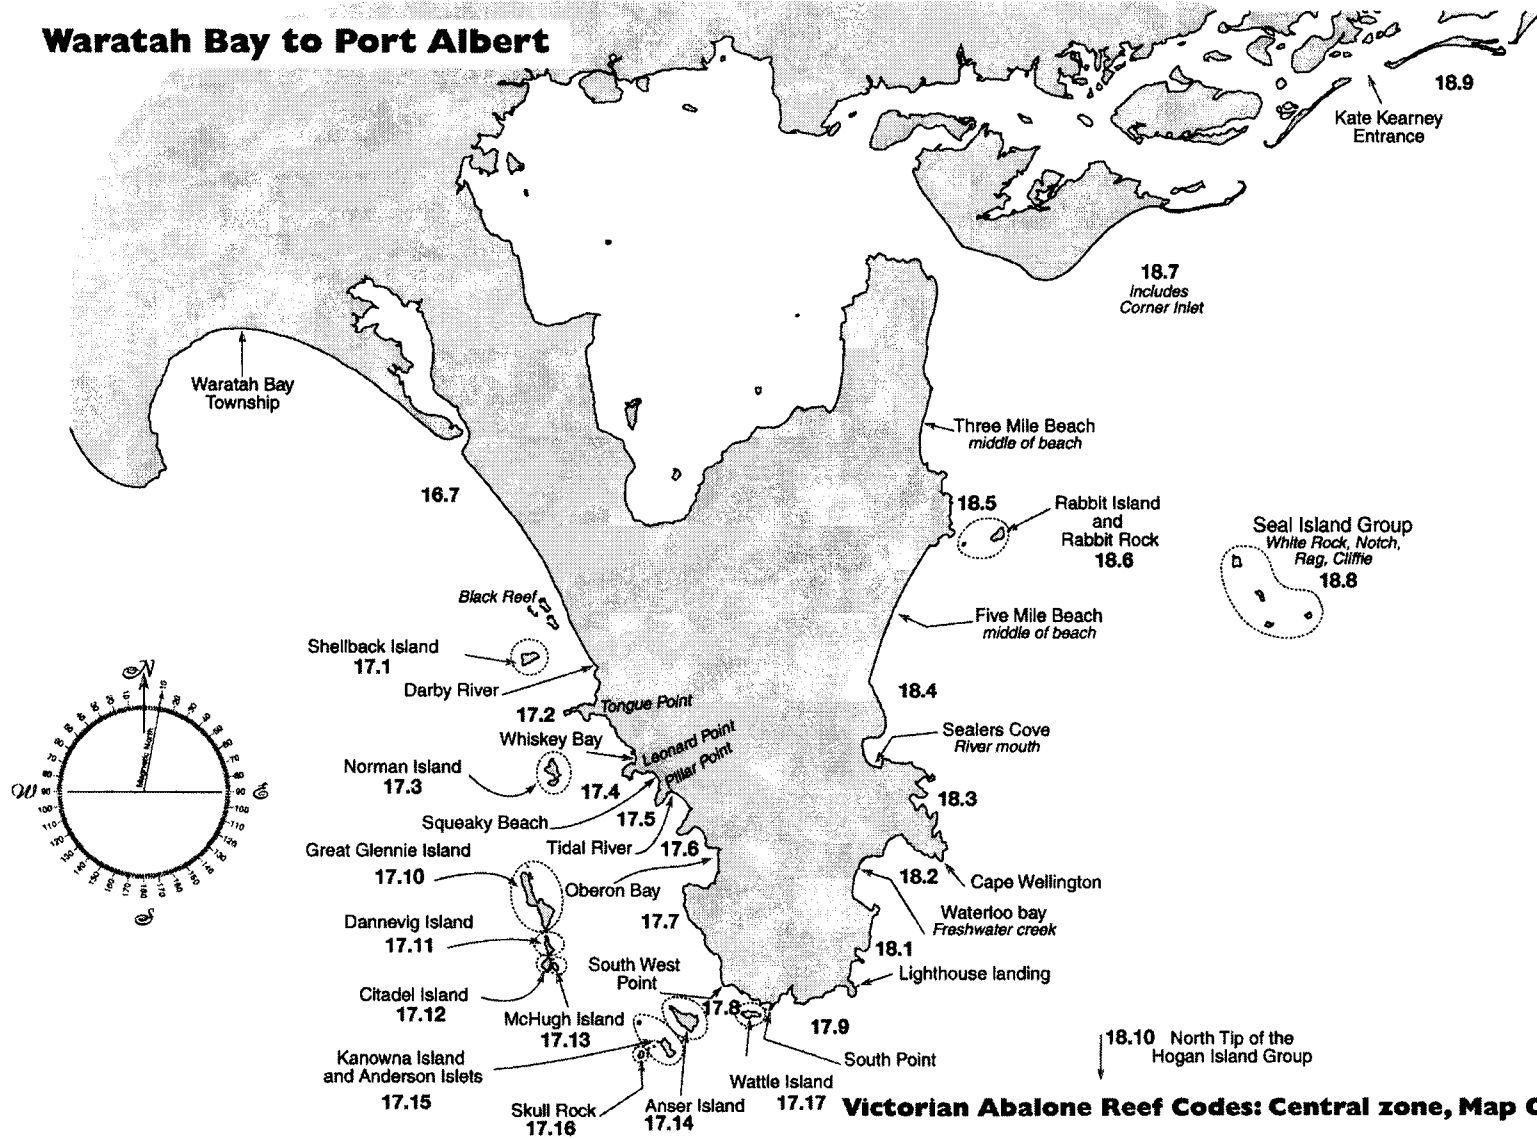 Waratah Bay to Port Albert
18.9
Kate Kearney
Entrance
18.7
includes
Corner Inlet
Waratah Bay
Township
Three Mile Beach
middle of beach
16.7
18.5
Rabbit Island
and
Rabbit Rock
18.6
Seal Island Group
White Rock, Notch,
Rag, Cliffie
18.8
Black Reef
Five Mile Beach
middle of beach
Shellback Island
17.1
Darby River
18.4
17.2
Tongue Point
Whiskey Bay
Leonard Point
Pillar Point
Sealers Cove
River mouth
Norman Island
17.3
17.4
18.3
Squeaky Beach
17.5
Tidal River
17.6
Great Glennie Island
17.10
Oberon Bay
18.2
Cape Wellington
Waterloo bay
Freshwater creek
Dannevig Island
17.11
17.7
18.1
Lighthouse landing
South West
Point
Citadel Island
17.12
McHugh Island
17.13
17.8
17.9
South Point
Kanowna Island
and Anderson Islets
17.15
Wattle Island
17.17
Skull Rock
17.16
Anser Island
17.14
18.10 North Tip of the
Hogan Island Group
Victorian Abalone Reef Codes: Central zone, Map
N
W
E
S
Magnetic North